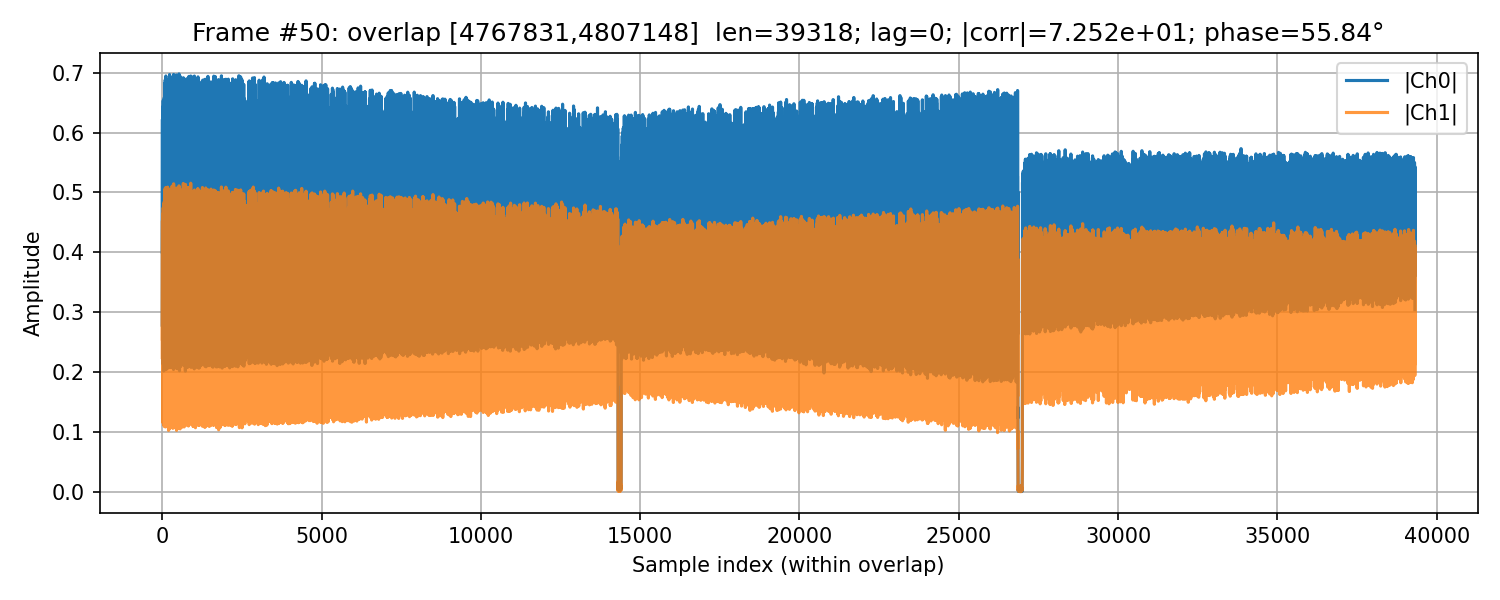 Frame #50: overlap [4767831,4807148]  len=39318; lag=0; |corr|=7.252e+01; phase=55.84°
|Ch0|
|Ch1|
Amplitude
0.7
0.6
0.5
0.4
0.3
0.2
0.1
0.0
0 5000 10000 15000 20000 25000 30000 35000 40000
Sample index (within overlap)